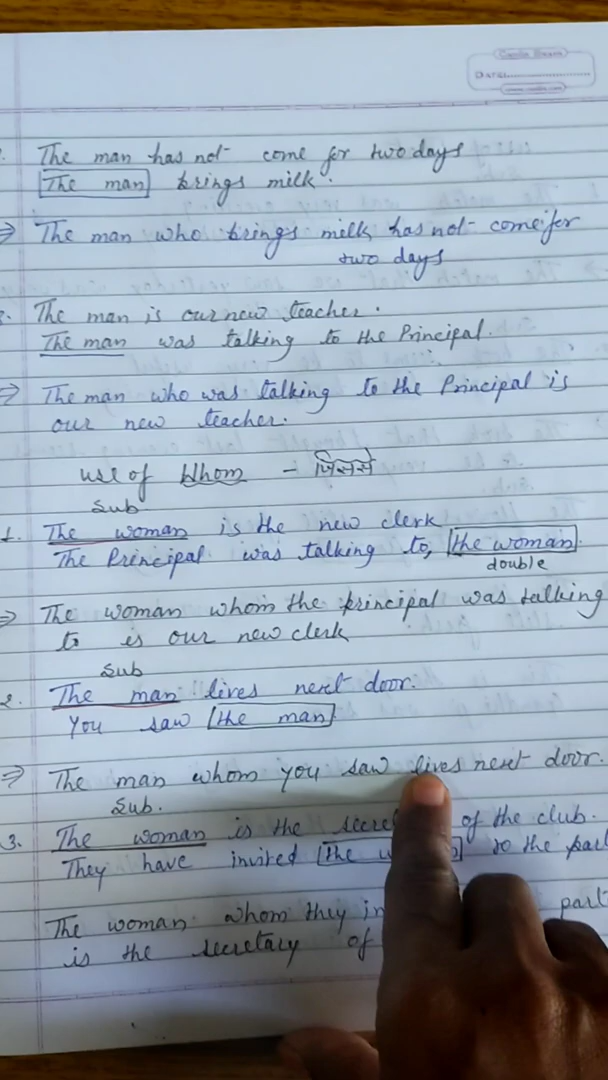 DATE:
The man has not come for two days
The man brings milk.
⇒ The man who brings milk has not come for
two days
The man is our new teacher.
The man was talking to the Principal.
⇒ The man who was talking to the Principal is
our new teacher.
use of Whom - जिससे
Sub
1. The woman is the new clerk
The Principal was talking to, the woman.
double
⇒ The woman whom the principal was talking
to is our new clerk
Sub
2. The man lives next door.
You saw the man
⇒ The man whom you saw lives next door.
Sub.
3. The woman is the of the club.
They have invited the to the
The woman whom they
is the secretary of